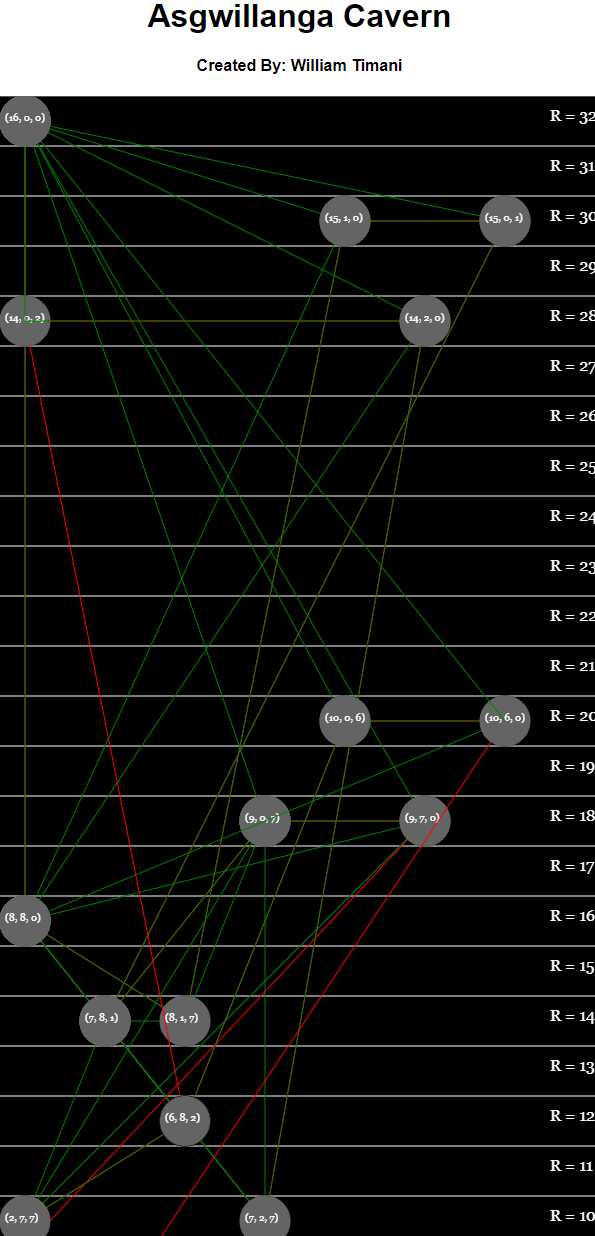 Asgwillanga Cavern
Created By: William Timani
(16, 0, 0)
R = 32
R = 31
(15, 1, 0)
(15, 0, 1)
R = 30
R = 29
(14, 0, 2)
(14, 2, 0)
R = 28
R = 27
R = 26
R = 25
R = 24
R = 23
R = 22
R = 21
(10, 0, 6)
(10, 6, 0)
R = 20
R = 19
(9, 0, 7)
(9, 7, 0)
R = 18
R = 17
(8, 8, 0)
R = 16
R = 15
(7, 8, 1)
(8, 1, 7)
R = 14
R = 13
(6, 8, 2)
R = 12
R = 11
(2, 7, 7)
(7, 2, 7)
R = 10